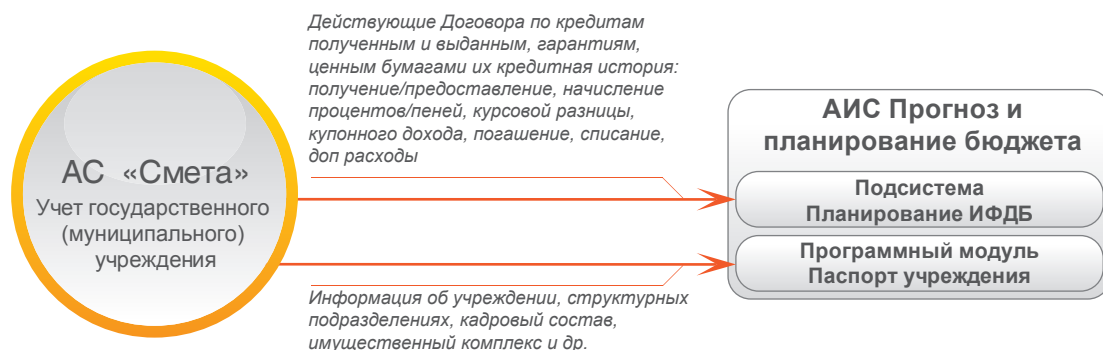 Действующие Договора по кредитам
полученным и выданным, гарантиям,
ценным бумагами их кредитная история:
получение/предоставление, начисление
процентов/пеней, курсовой разницы,
купонного дохода, погашение, списание,
доп расходы
АС «Смета»
Учет государственного
(муниципального)
учреждения
АИС Прогноз и
планирование бюджета
Подсистема
Планирование ИФДБ
Программный модуль
Паспорт учреждения
Информация об учреждении, структурных
подразделениях, кадровый состав,
имущественный комплекс и др.